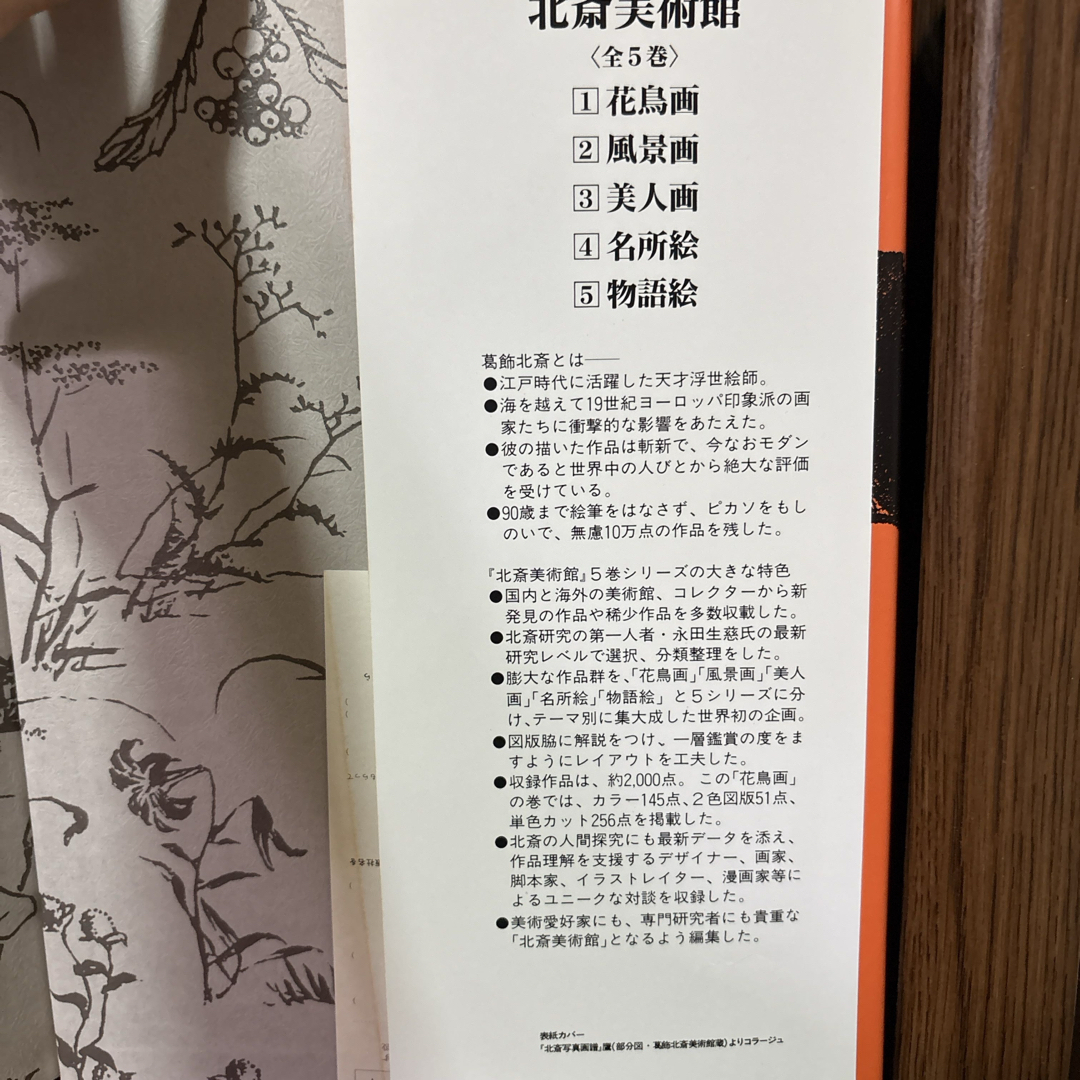 北斎美術館
〈全5巻〉
1 花鳥画
2 風景画
3 美人画
4 名所絵
5 物語絵
葛飾北斎とは――
●江戸時代に活躍した天才浮世絵師。
●海を越えて19世紀ヨーロッパ印象派の画
家たちに衝撃的な影響をあたえた。
●彼の描いた作品は斬新で、今なおモダン
であると世界中の人びとから絶大な評価
を受けている。
●90歳まで絵筆をはなさず、ピカソをもし
のいで、無慮10万点の作品を残した。
『北斎美術館』5巻シリーズの大きな特色
●国内と海外の美術館、コレクターから新
発見の作品や稀少作品を多数収載した。
●北斎研究の第一人者・永田生慈氏の最新
研究レベルで選択、分類整理をした。
●膨大な作品群を、「花鳥画」「風景画」「美人
画」「名所絵」「物語絵」と5シリーズに分
け、テーマ別に集大成した世界初の企画。
●図版脇に解説をつけ、一層鑑賞の度をま
すようにレイアウトを工夫した。
●収録作品は、約2,000点。この「花鳥画」
の巻では、カラー145点、2色図版51点、
単色カット256点を掲載した。
●北斎の人間探究にも最新データを添え、
作品理解を支援するデザイナー、画家、
脚本家、イラストレイター、漫画家等に
よるユニークな対談を収録した。
●美術愛好家にも、専門研究者にも貴重な
「北斎美術館」となるよう編集した。
表紙カバー
『北斎写真画譜』鷹(部分図・葛飾北斎美術館蔵)よりコラージュ